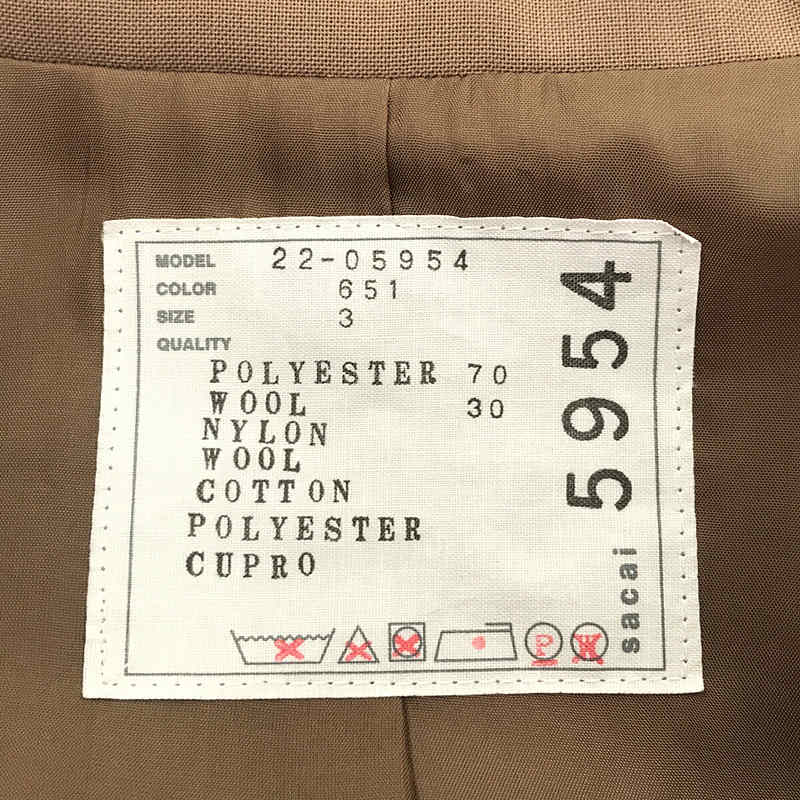 MODEL 22-05954
COLOR 651
SIZE 3
QUALITY
POLYESTER 70
WOOL 30
NYLON
WOOL
COTTON
POLYESTER
CUPRO
P W
sacai 5954